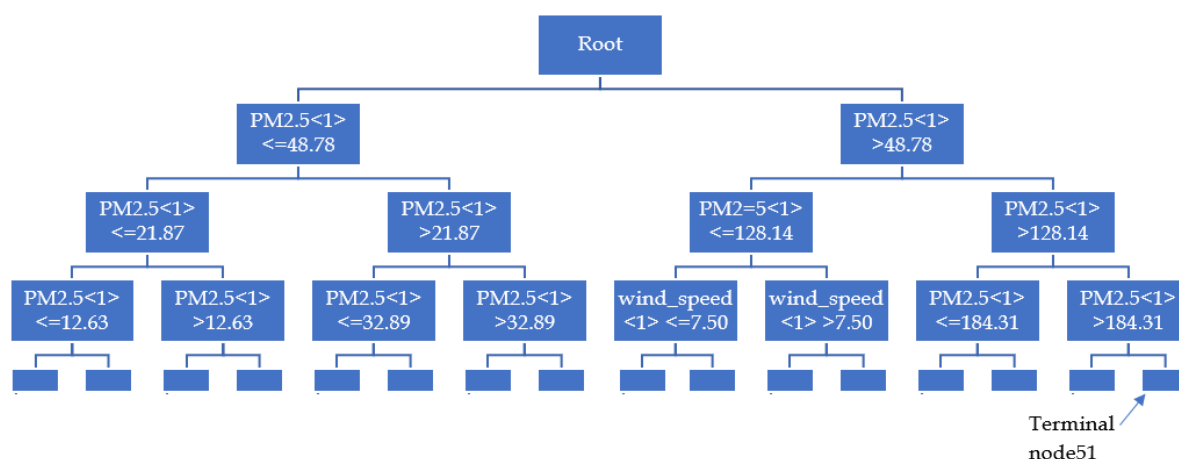 Root
PM2.5<1>
<=48.78
PM2.5<1>
>48.78
PM2.5<1>
<=21.87
PM2.5<1>
>21.87
PM2=5<1>
<=128.14
PM2.5<1>
>128.14
PM2.5<1>
<=12.63
PM2.5<1>
>12.63
PM2.5<1>
<=32.89
PM2.5<1>
>32.89
wind_speed
<1> <=7.50
wind_speed
<1> >7.50
PM2.5<1>
<=184.31
PM2.5<1>
>184.31
Terminal
node51